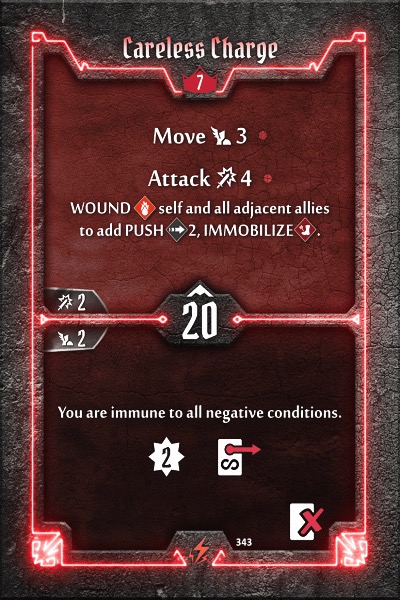 Careless Charge
7
Move 3
Attack 4
WOUND self and all adjacent allies
to add PUSH 2, IMMOBILIZE .
2
20
2
You are immune to all negative conditions.
2
343